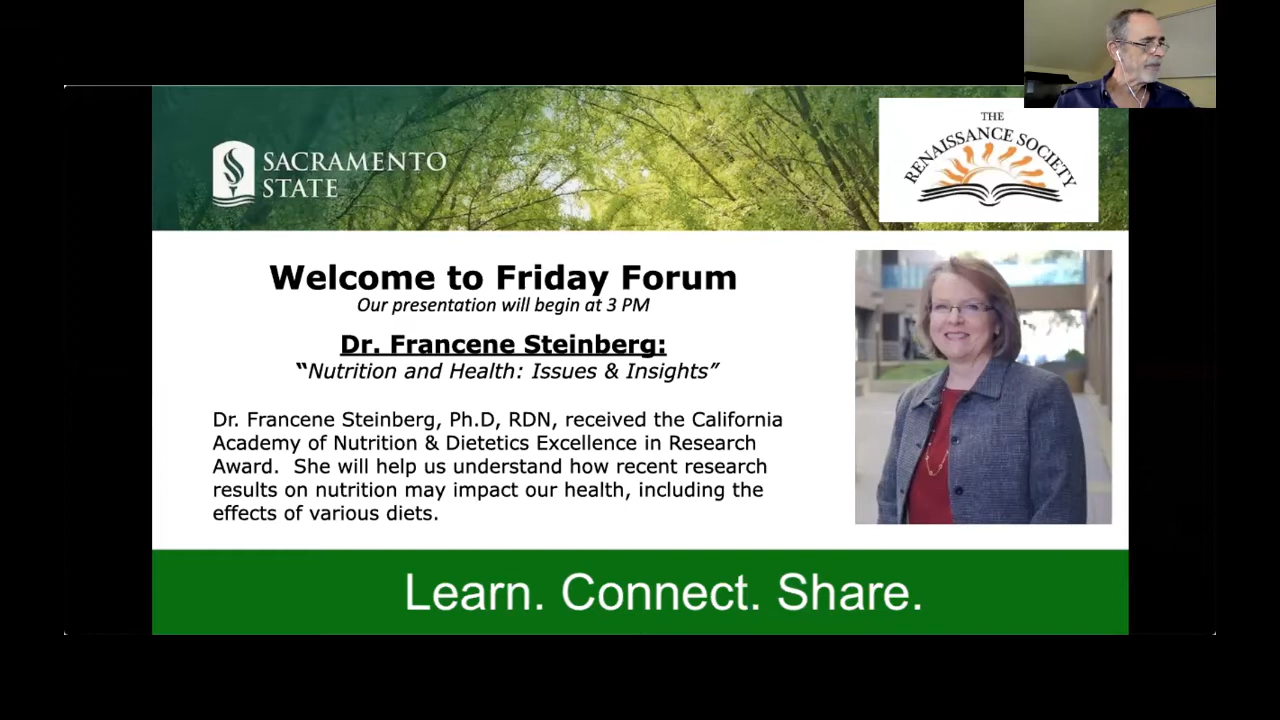 SACRAMENTO
STATE
THE
RENAISSANCE SOCIETY
Welcome to Friday Forum
Our presentation will begin at 3 PM
Dr. Francene Steinberg:
“Nutrition and Health: Issues & Insights”
Dr. Francene Steinberg, Ph.D, RDN, received the California
Academy of Nutrition & Dietetics Excellence in Research
Award.  She will help us understand how recent research
results on nutrition may impact our health, including the
effects of various diets.
Learn. Connect. Share.